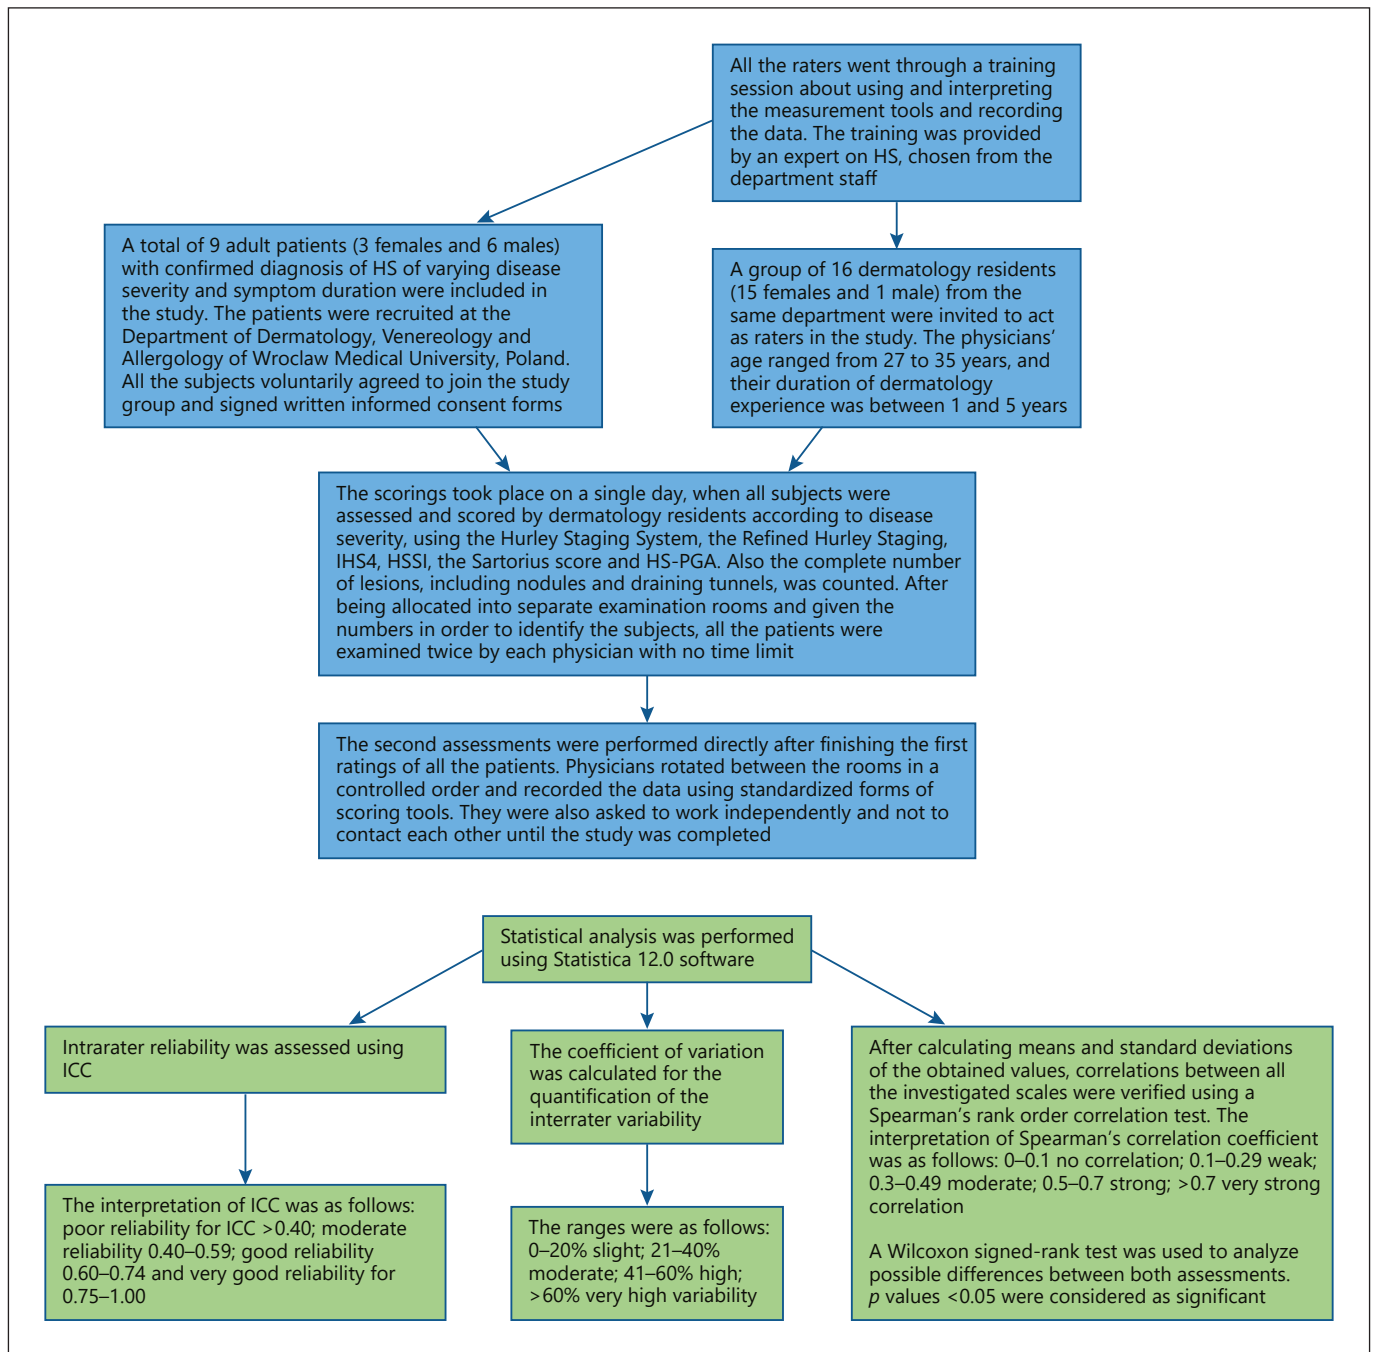 All the raters went through a training
session about using and interpreting
the measurement tools and recording
the data. The training was provided
by an expert on HS, chosen from the
department staff
A total of 9 adult patients (3 females and 6 males)
with confirmed diagnosis of HS of varying disease
severity and symptom duration were included in
the study. The patients were recruited at the
Department of Dermatology, Venereology and
Allergology of Wroclaw Medical University, Poland.
All the subjects voluntarily agreed to join the study
group and signed written informed consent forms
A group of 16 dermatology residents
(15 females and 1 male) from the
same department were invited to act
as raters in the study. The physicians’
age ranged from 27 to 35 years, and
their duration of dermatology
experience was between 1 and 5 years
The scorings took place on a single day, when all subjects were
assessed and scored by dermatology residents according to disease
severity, using the Hurley Staging System, the Refined Hurley Staging,
IHS4, HSSI, the Sartorius score and HS-PGA. Also the complete number
of lesions, including nodules and draining tunnels, was counted. After
being allocated into separate examination rooms and given the
numbers in order to identify the subjects, all the patients were
examined twice by each physician with no time limit
The second assessments were performed directly after finishing the first
ratings of all the patients. Physicians rotated between the rooms in a
controlled order and recorded the data using standardized forms of
scoring tools. They were also asked to work independently and not to
contact each other until the study was completed
Statistical analysis was performed
using Statistica 12.0 software
Intrarater reliability was assessed using
ICC
The interpretation of ICC was as follows:
poor reliability for ICC >0.40; moderate
reliability 0.40–0.59; good reliability
0.60–0.74 and very good reliability for
0.75–1.00
The coefficient of variation
was calculated for the
quantification of the
interrater variability
The ranges were as follows:
0–20% slight; 21–40%
moderate; 41–60% high;
>60% very high variability
After calculating means and standard deviations
of the obtained values, correlations between all
the investigated scales were verified using a
Spearman’s rank order correlation test. The
interpretation of Spearman’s correlation coefficient
was as follows: 0–0.1 no correlation; 0.1–0.29 weak;
0.3–0.49 moderate; 0.5–0.7 strong; >0.7 very strong
correlation
A Wilcoxon signed-rank test was used to analyze
possible differences between both assessments.
p values <0.05 were considered as significant